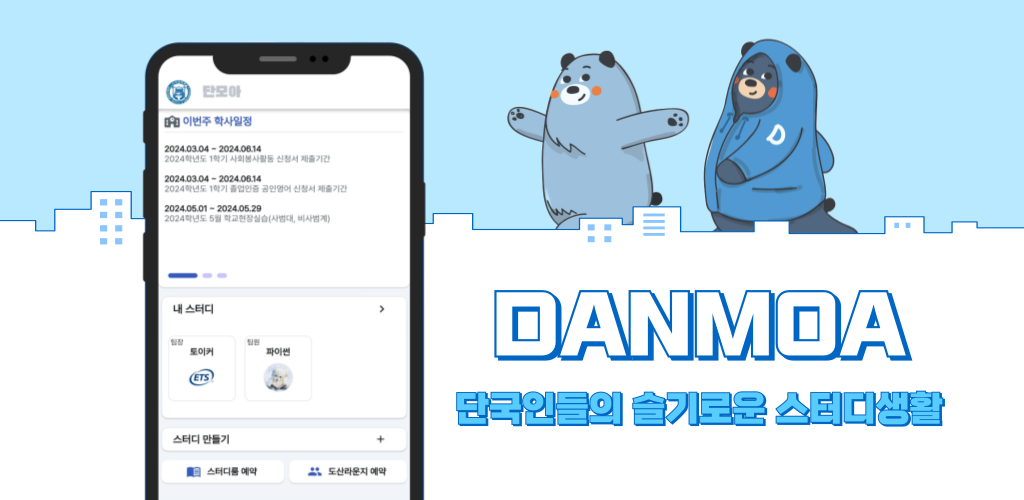 단모아
이번주 학사일정
2024.03.04 ~ 2024.06.14
2024학년도 1학기 사회봉사활동 신청서 제출기간
2024.03.04 ~ 2024.06.14
2024학년도 1학기 졸업인증 공인영어 신청서 제출기간
2024.05.01 ~ 2024.05.29
2024학년도 5월 학교현장실습(사범대, 비사범계)
내 스터디
팀장
토이커
ETS
팀원
파이썬
스터디 만들기
스터디룸 예약
도산라운지 예약
D
DANMOA
단국인들의 슬기로운 스터디생활